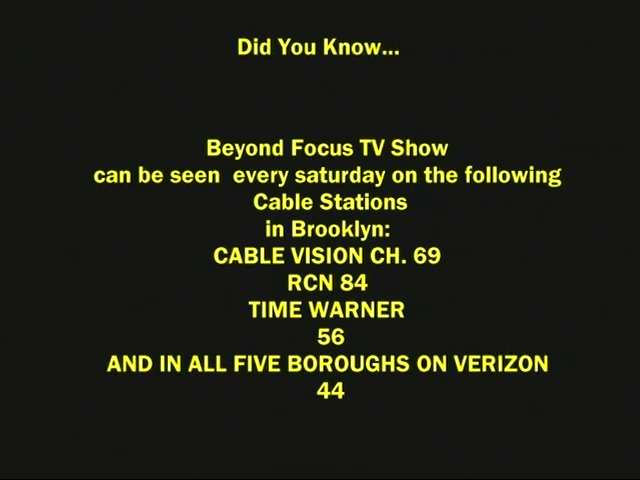 Did You Know...
Beyond Focus TV Show
can be seen  every saturday on the following
Cable Stations
in Brooklyn:
CABLE VISION CH. 69
RCN 84
TIME WARNER
56
AND IN ALL FIVE BOROUGHS ON VERIZON
44